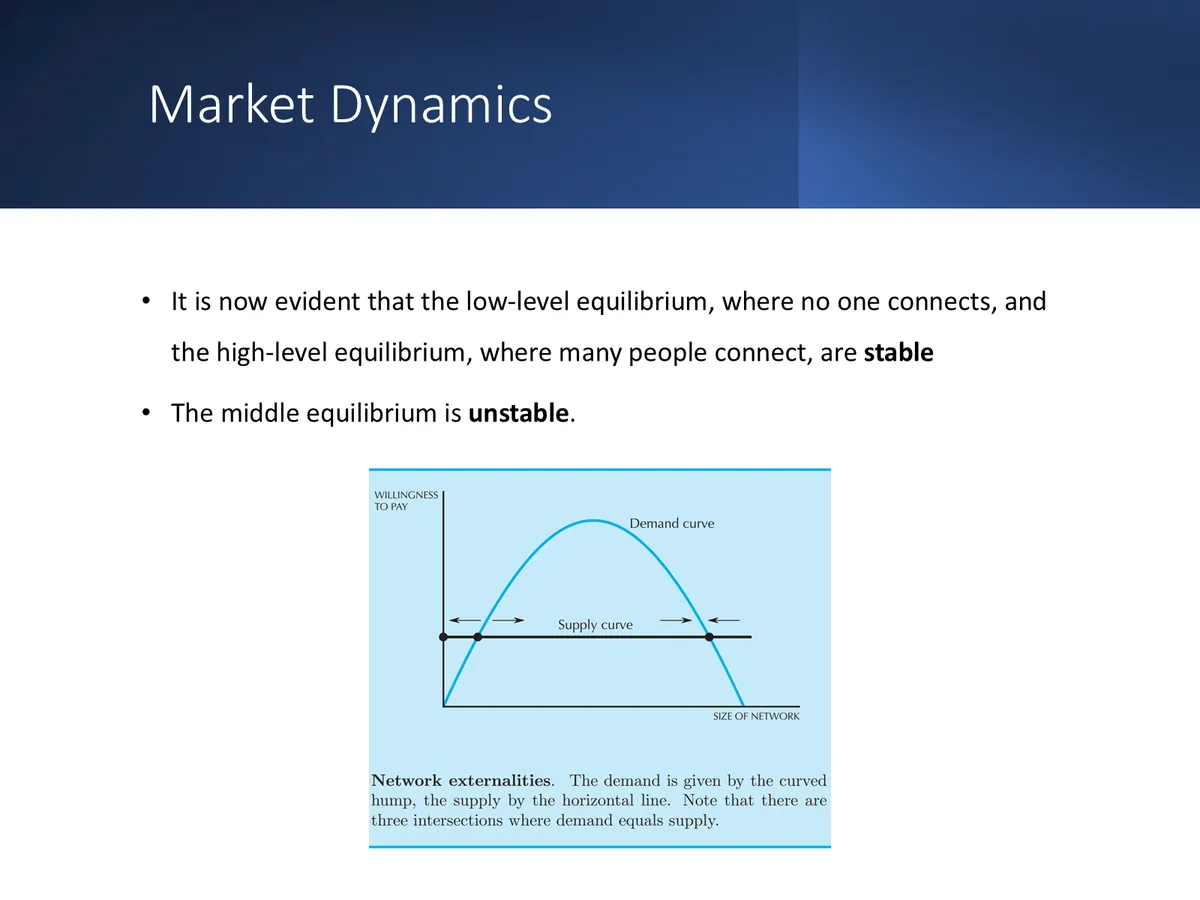 Market Dynamics
• It is now evident that the low-level equilibrium, where no one connects, and
the high-level equilibrium, where many people connect, are stable
• The middle equilibrium is unstable.
WILLINGNESS
TO PAY
Demand curve
Supply curve
SIZE OF NETWORK
Network externalities. The demand is given by the curved
hump, the supply by the horizontal line. Note that there are
three intersections where demand equals supply.